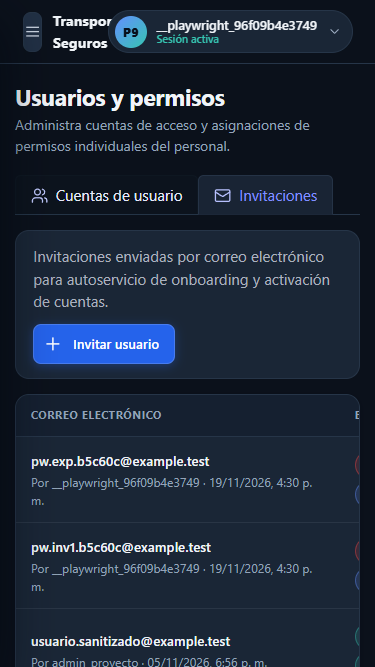 Transpor
Seguros
P9
__playwright_96f09b4e3749
Sesión activa
Usuarios y permisos
Administra cuentas de acceso y asignaciones de
permisos individuales del personal.
Cuentas de usuario
Invitaciones
Invitaciones enviadas por correo electrónico
para autoservicio de onboarding y activación
de cuentas.
Invitar usuario
CORREO ELECTRÓNICO
pw.exp.b5c60c@example.test
Por __playwright_96f09b4e3749 · 19/11/2026, 4:30 p.
m.
pw.inv1.b5c60c@example.test
Por __playwright_96f09b4e3749 · 19/11/2026, 4:30 p.
m.
usuario.sanitizado@example.test
Por admin_proyecto · 05/11/2026, 6:56 p. m.